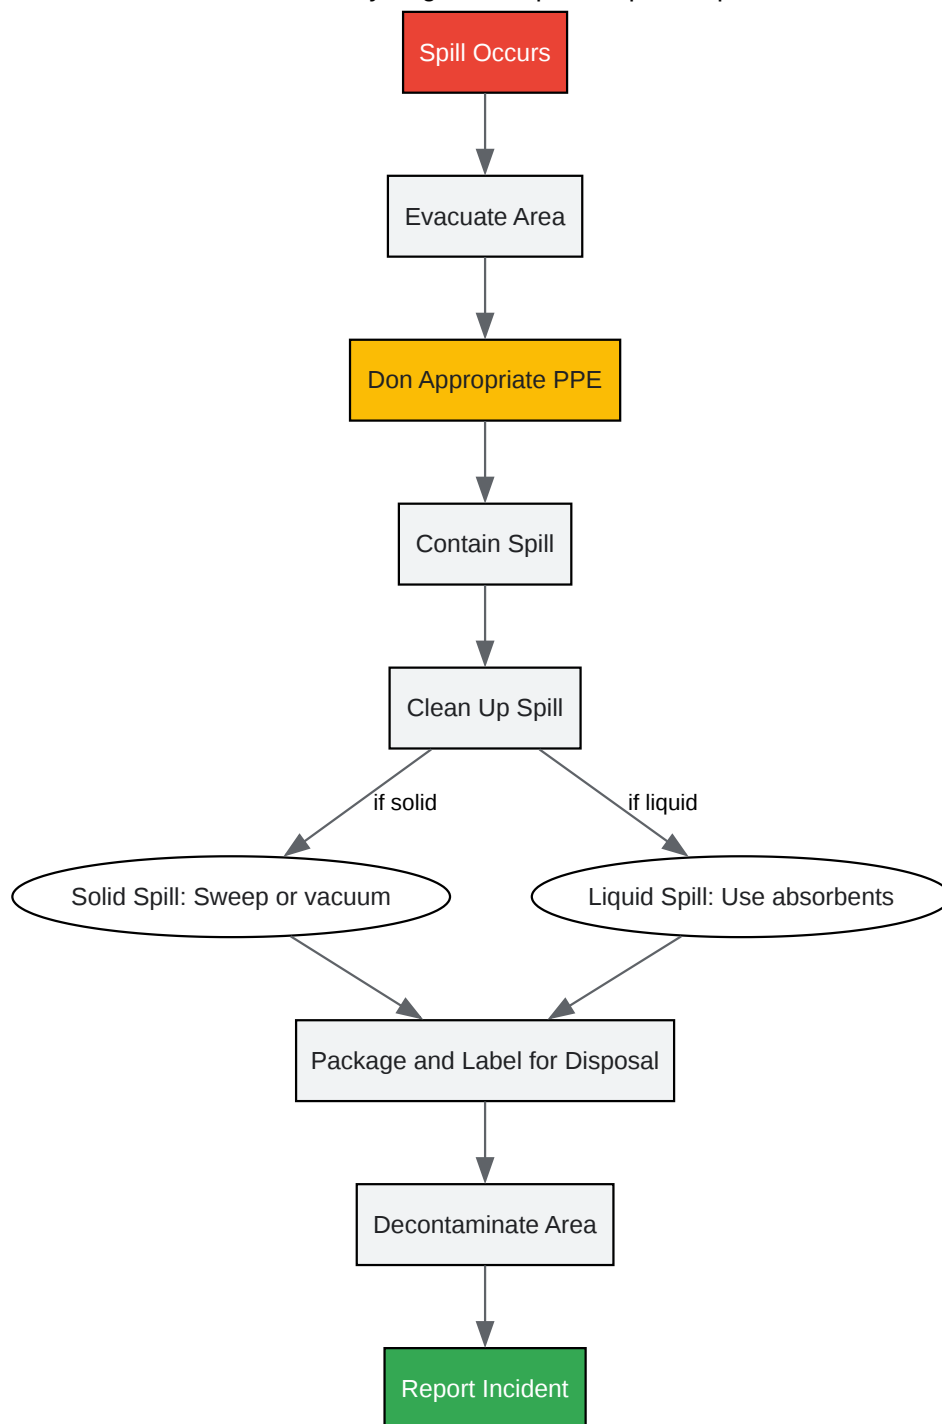 Spill Occurs
Evacuate Area
Don Appropriate PPE
Contain Spill
Clean Up Spill
if solid
if liquid
Solid Spill: Sweep or vacuum
Liquid Spill: Use absorbents
Package and Label for Disposal
Decontaminate Area
Report Incident